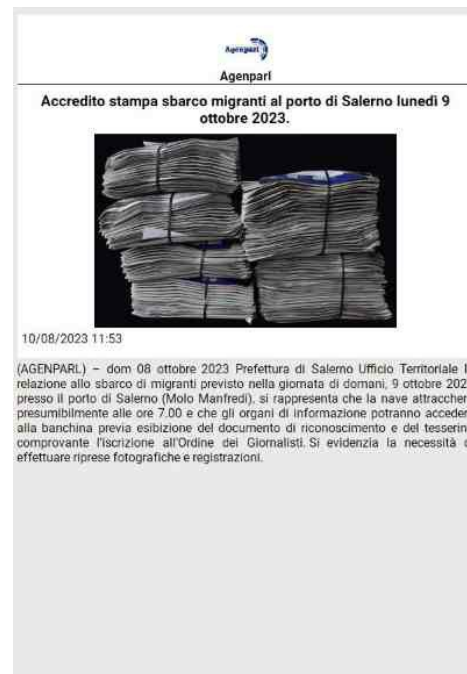 Agenparl
Agenparl
Accredito stampa sbarco migranti al porto di Salerno lunedì 9
ottobre 2023.
10/08/2023 11:53
(AGENPARL) – dom 08 ottobre 2023 Prefettura di Salerno Ufficio Territoriale
relazione allo sbarco di migranti previsto nella giornata di domani, 9 ottobre 202
presso il porto di Salerno (Molo Manfredi), si rappresenta che la nave attraccher
presumibilmente alle ore 7.00 e che gli organi di informazione potranno acceder
alla banchina previa esibizione del documento di riconoscimento e del tesserin
comprovante l'iscrizione all'Ordine dei Giornalisti. Si evidenzia la necessità
effettuare riprese fotografiche e registrazioni.